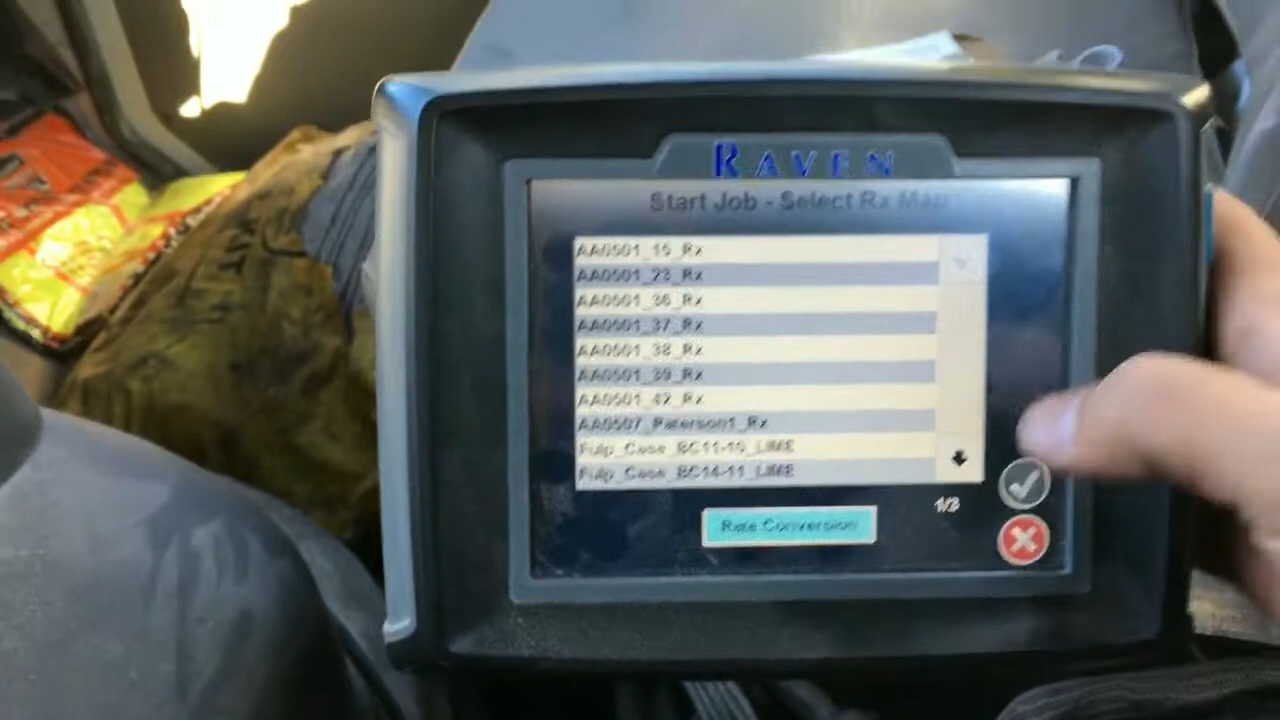 RAVEN
Start Job - Select Rx Map
AA0501_15_Rx
AA0501_23_Rx
AA0501_36_Rx
AA0501_37_Rx
AA0501_38_Rx
AA0501_39_Rx
AA0501_42_Rx
AA0507_Paterson1_Rx
Fulp_Case_BC11-10_LIME
Fulp_Case_BC14-11_LIME
1/3
Rate Conversion